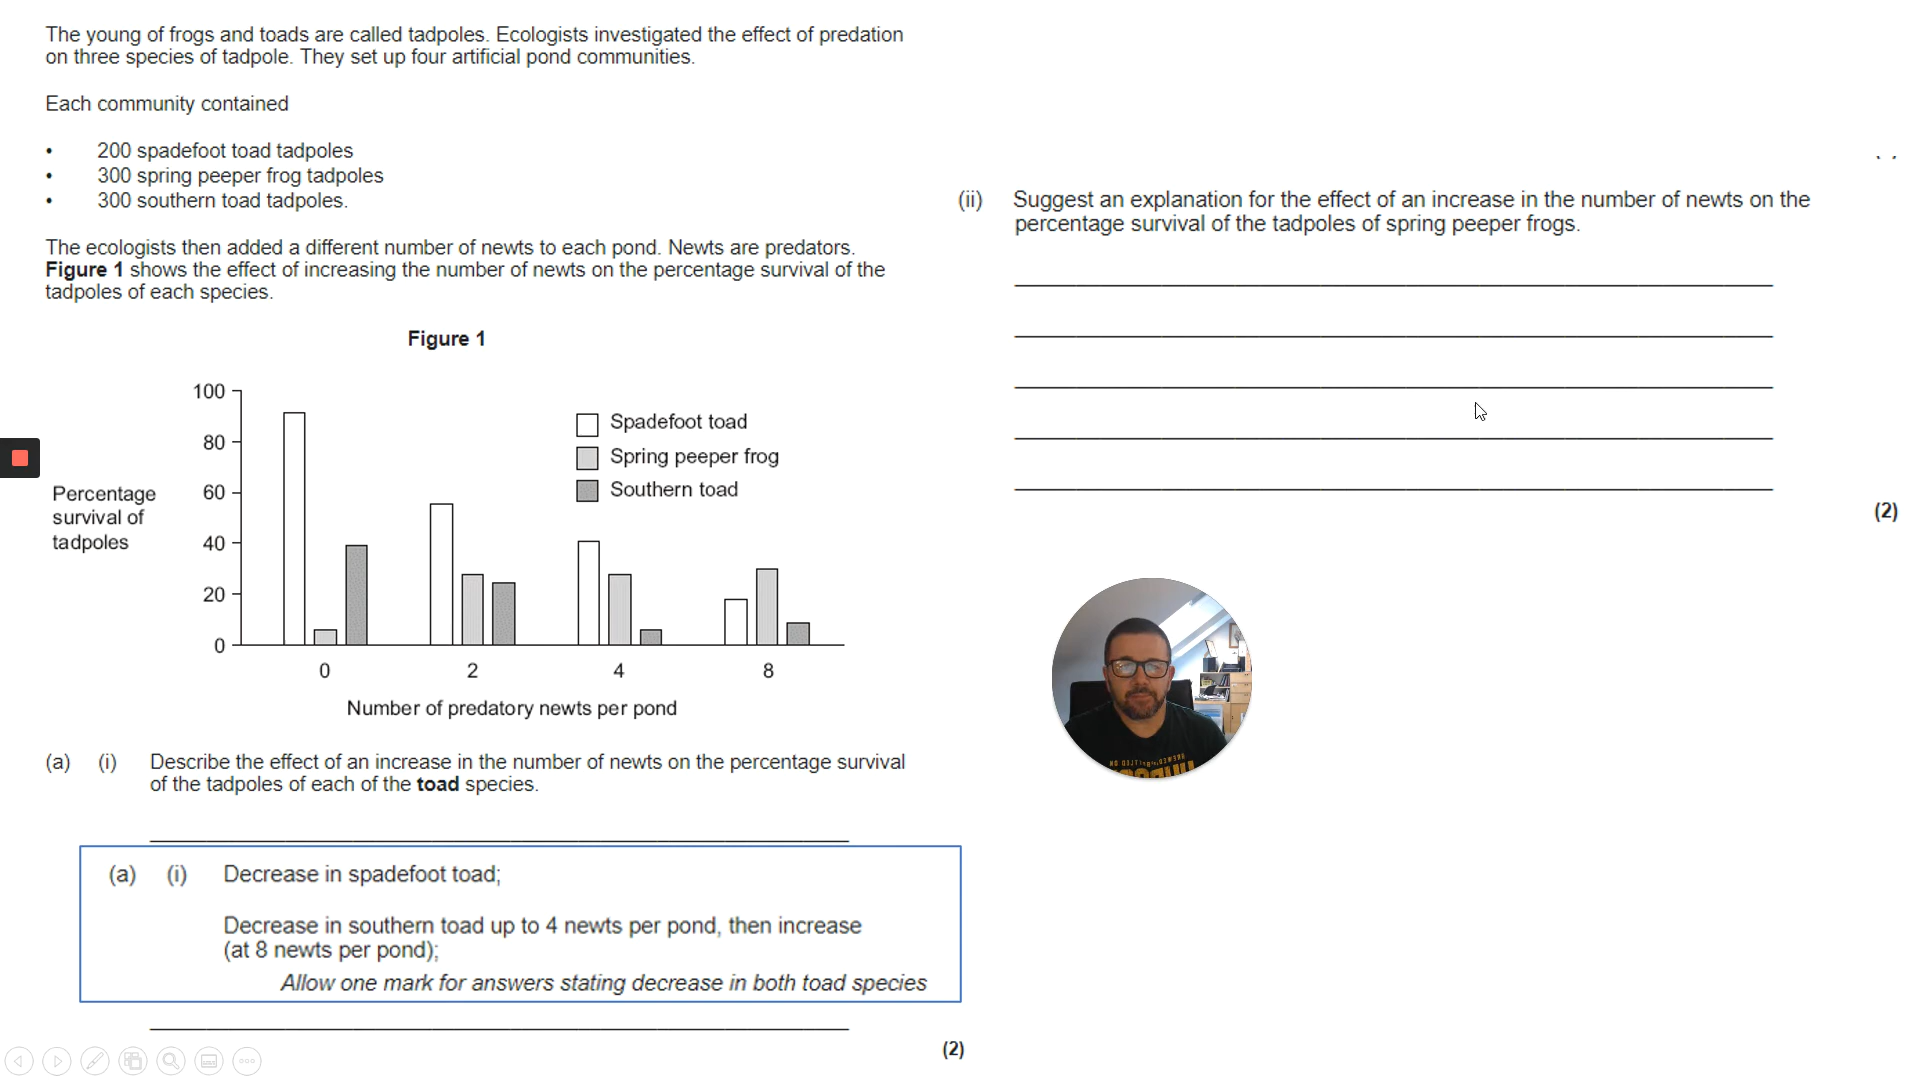 The young of frogs and toads are called tadpoles. Ecologists investigated the effect of predation
on three species of tadpole. They set up four artificial pond communities.
Each community contained
• 200 spadefoot toad tadpoles
• 300 spring peeper frog tadpoles
• 300 southern toad tadpoles.
The ecologists then added a different number of newts to each pond. Newts are predators.
Figure 1 shows the effect of increasing the number of newts on the percentage survival of the
tadpoles of each species.
Figure 1
100
80
60
40
20
0
Percentage
survival of
tadpoles
Spadefoot toad
Spring peeper frog
Southern toad
0 2 4 8
Number of predatory newts per pond
(a) (i) Describe the effect of an increase in the number of newts on the percentage survival
of the tadpoles of each of the toad species.
(a) (i) Decrease in spadefoot toad;
Decrease in southern toad up to 4 newts per pond, then increase
(at 8 newts per pond);
Allow one mark for answers stating decrease in both toad species
(2)
(ii) Suggest an explanation for the effect of an increase in the number of newts on the
percentage survival of the tadpoles of spring peeper frogs.
(2)